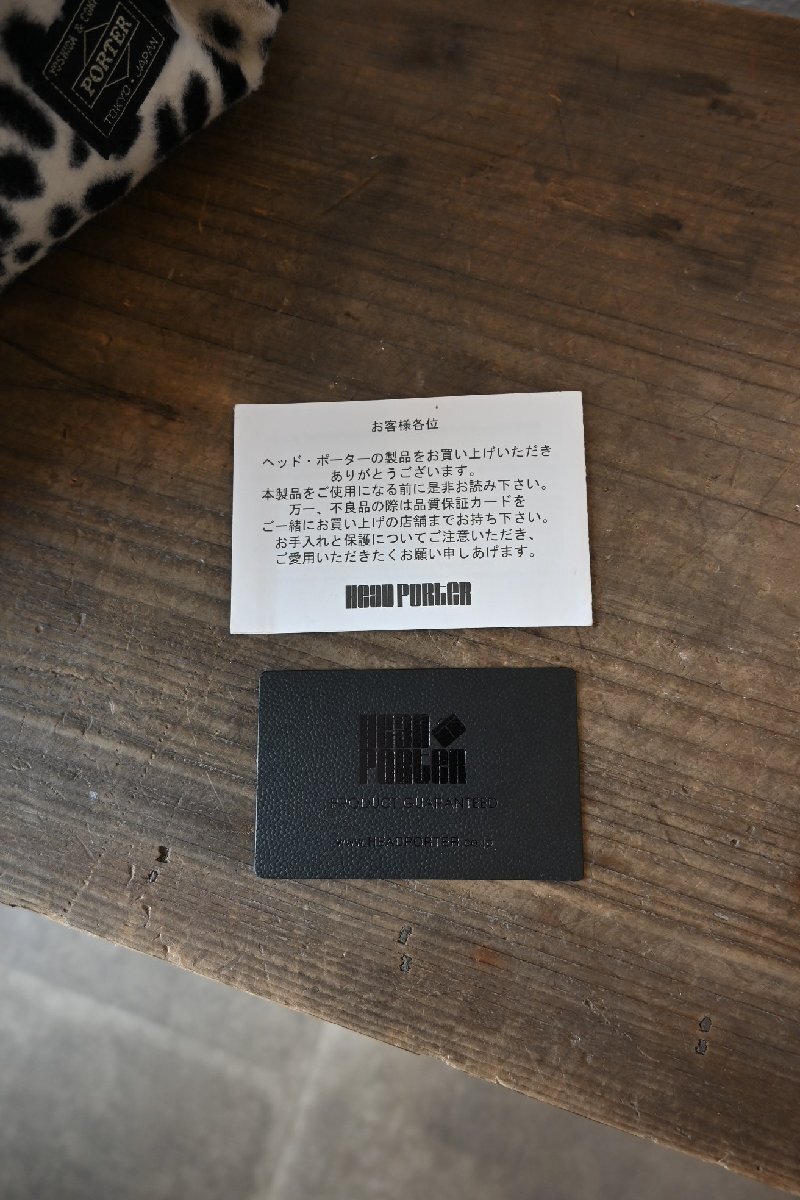 YOSHIDA & COMP
PORTER
TOKYO . JAPAN
お客様各位
ヘッド・ポーターの製品をお買い上げいただき
ありがとうございます。
本製品をご使用になる前に是非お読み下さい。
万一、不良品の際は品質保証カードを
ご一緒にお買い上げの店舗までお持ち下さい。
お手入れと保護についてご注意いただき、
ご愛用いただきたくお願い申しあげます。
HEAD PORTER
HEAD
PORTER
PRODUCT GUARANTEED
www.HEADPORTER.co.jp